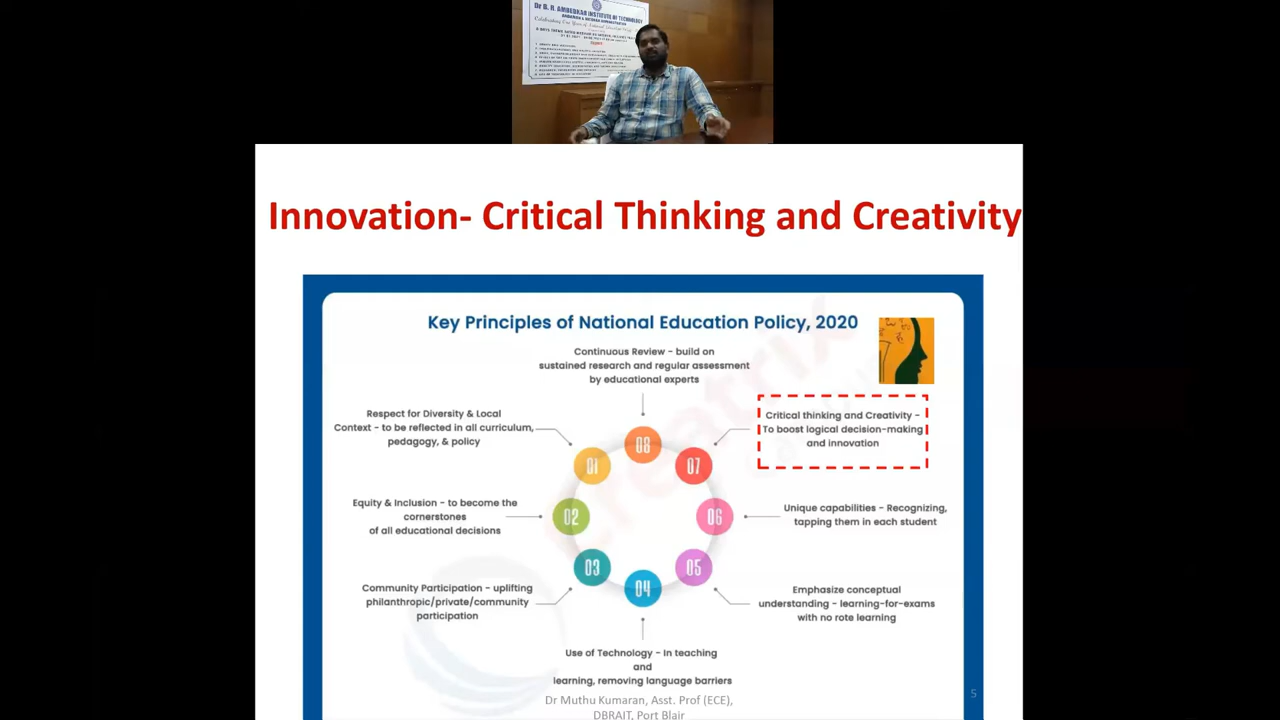 Dr B. R. AMBEDKAR INSTITUTE OF TECHNOLOGY
Innovation- Critical Thinking and Creativity
Key Principles of National Education Policy, 2020
Continuous Review - build on
sustained research and regular assessment
by educational experts
Respect for Diversity & Local
Context - to be reflected in all curriculum,
pedagogy, & policy
Critical thinking and Creativity -
To boost logical decision-making
and innovation
08
01
07
Equity & Inclusion - to become the
cornerstones
of all educational decisions
02
06
Unique capabilities - Recognizing,
tapping them in each student
03
05
04
Community Participation - uplifting
philanthropic/private/community
participation
Emphasize conceptual
understanding - learning-for-exams
with no rote learning
Use of Technology - In teaching
and
learning, removing language barriers
Dr Muthu Kumaran, Asst. Prof (ECE),
DBRAIT, Port Blair
5